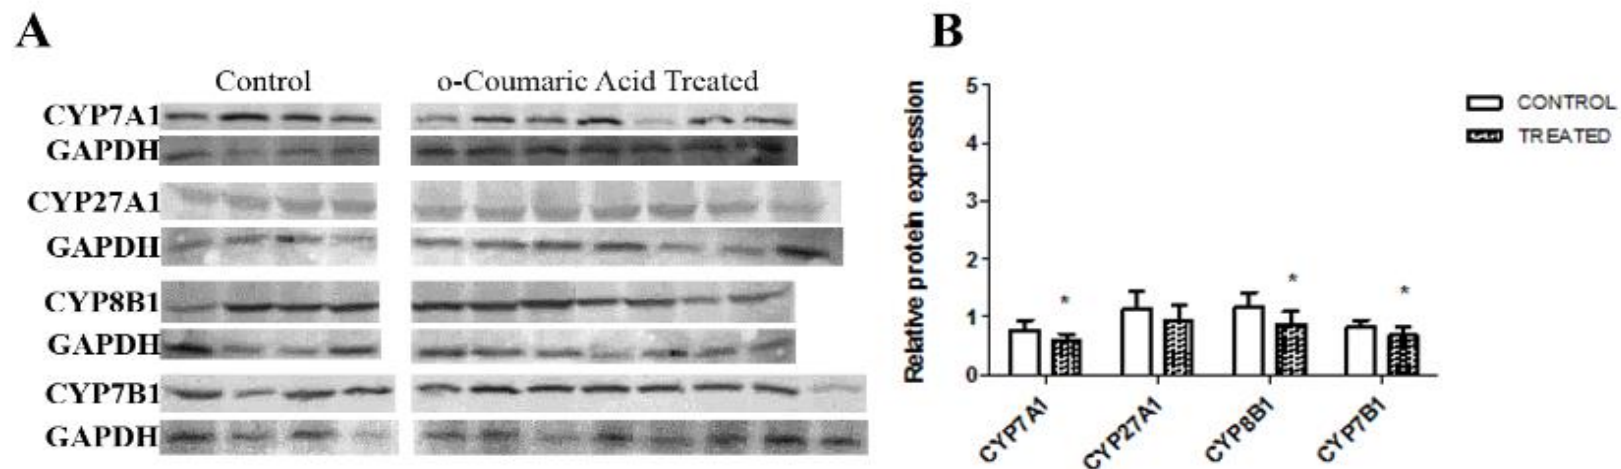 A
Control
o-Coumaric Acid Treated
CYP7A1
GAPDH
CYP27A1
GAPDH
CYP8B1
GAPDH
CYP7B1
GAPDH
B
Relative protein expression
5
4
3
2
1
0
*
*
*
CYP7A1
CYP27A1
CYP8B1
CYP7B1
CONTROL
TREATED